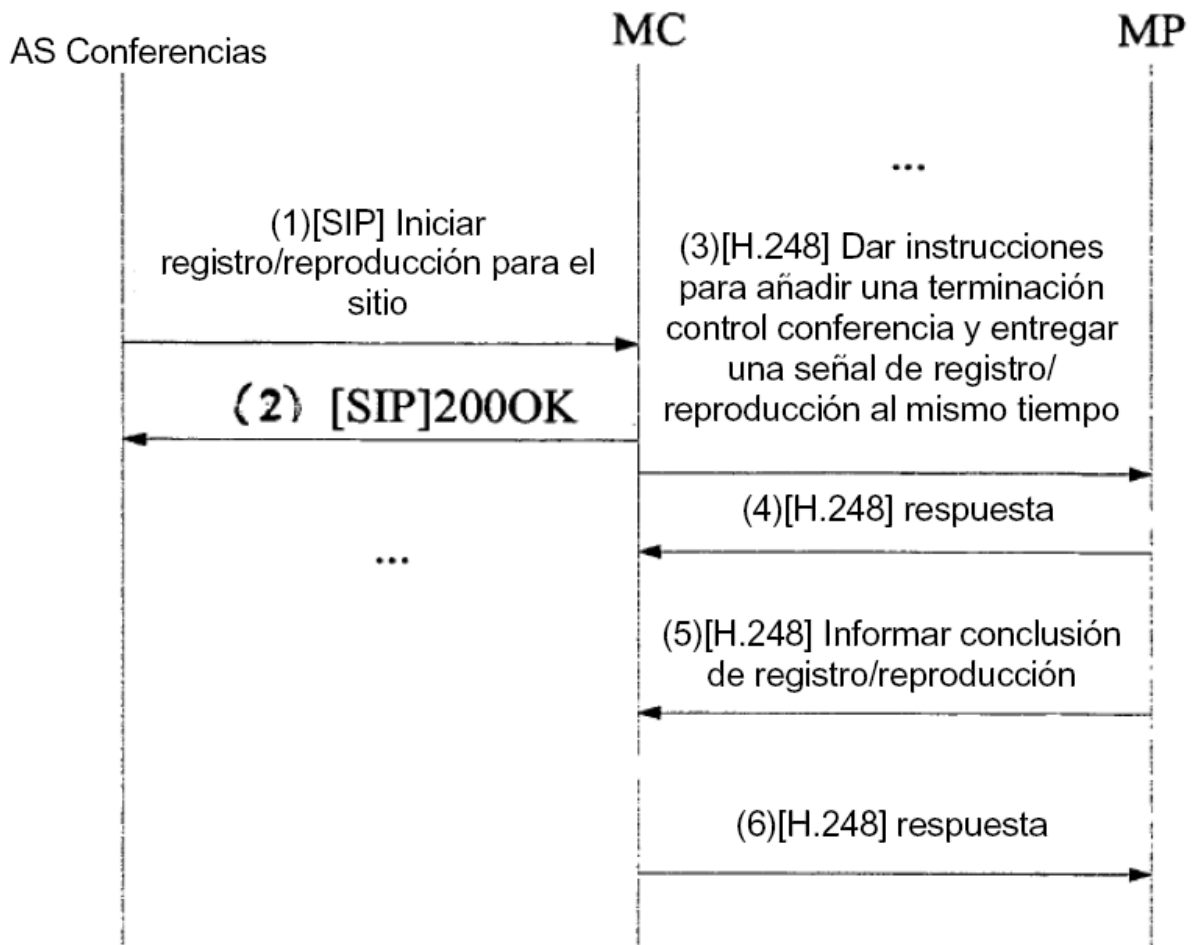 AS Conferencias
MC
MP
...
(1)[SIP] Iniciar
registro/reproducción para el
sitio
(3)[H.248] Dar instrucciones
para añadir una terminación
control conferencia y entregar
una señal de registro/
reproducción al mismo tiempo
(2) [SIP]200OK
(4)[H.248] respuesta
...
(5)[H.248] Informar conclusión
de registro/reproducción
(6)[H.248] respuesta